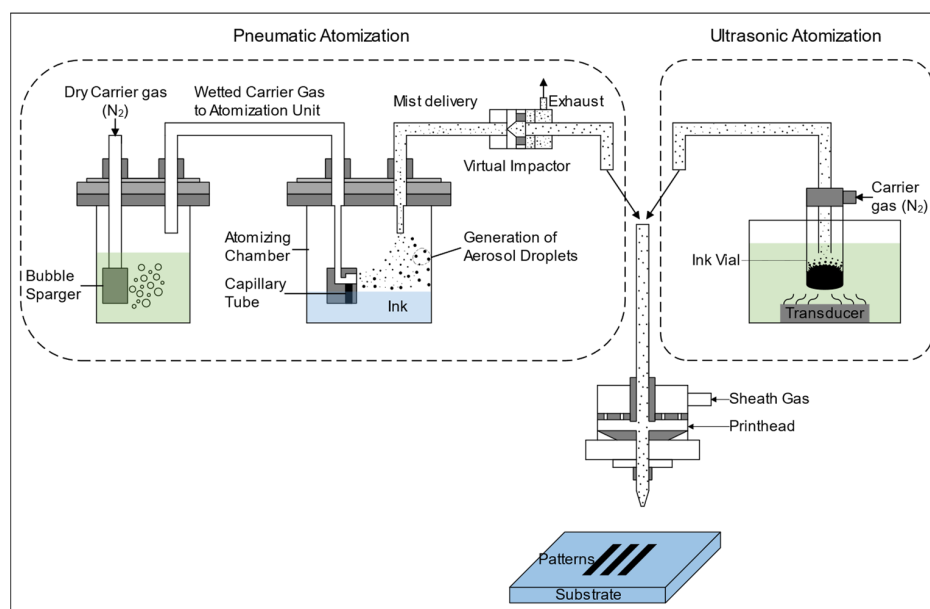 Pneumatic Atomization
Ultrasonic Atomization
Dry Carrier gas
(N2)
Wetted Carrier Gas
to Atomization Unit
Mist delivery
Exhaust
Virtual Impactor
Carrier
gas (N2)
Atomizing
Chamber
Generation of
Aerosol Droplets
Bubble
Sparger
Capillary
Tube
Ink
Ink Vial
Transducer
Sheath Gas
Printhead
Patterns
Substrate